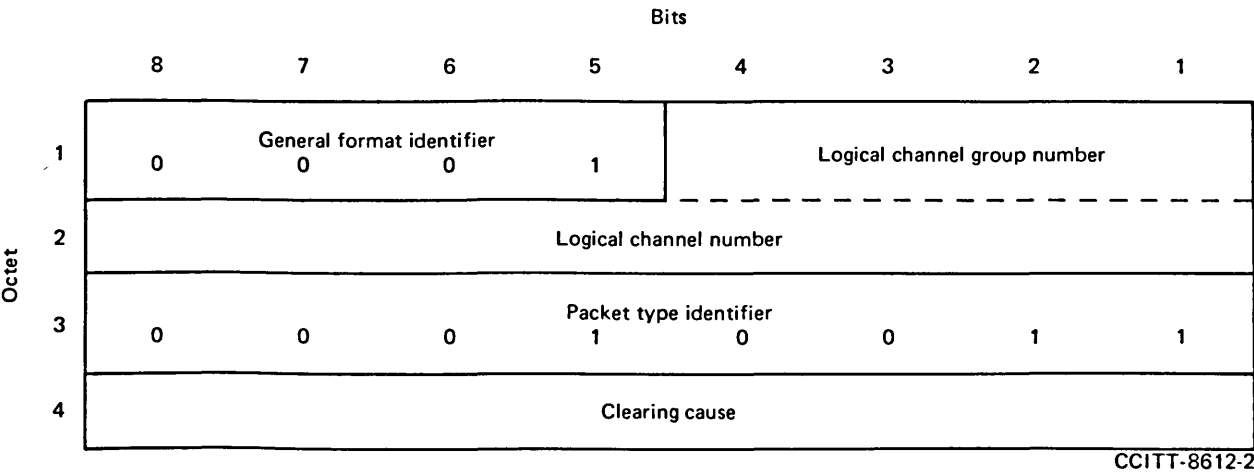 Bits
8 7 6 5 4 3 2 1
General format identifier
1 0 0 0 1 Logical channel group number
2 Logical channel number
Octet
Packet type identifier
3 0 0 0 1 0 0 1 1
4 Clearing cause
CCITT-8612-2